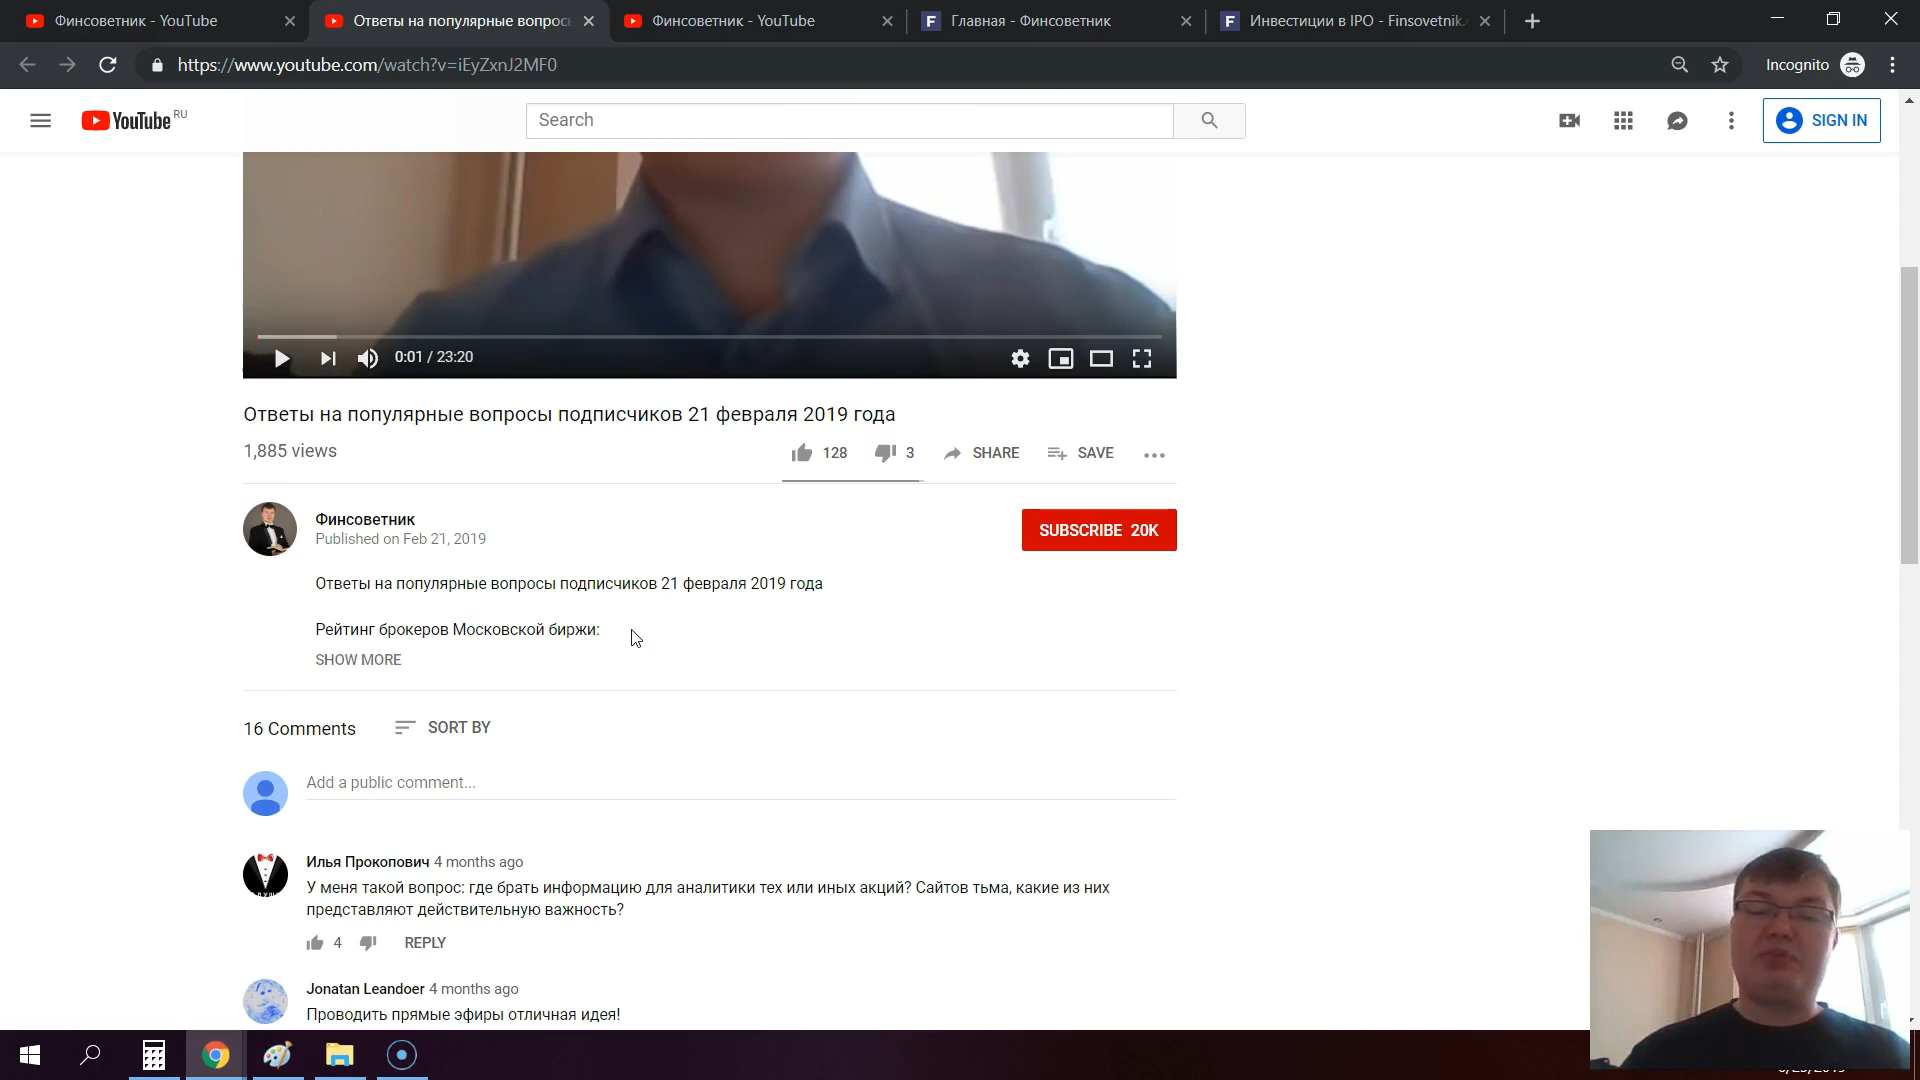 Финсоветник - YouTube
Ответы на популярные вопрос
Финсоветник - YouTube
Главная - Финсоветник
Инвестиции в IPO - Finsovetnik.
https://www.youtube.com/watch?v=iEyZxnJ2MF0
Incognito
YouTube RU
Search
SIGN IN
0:01 / 23:20
Ответы на популярные вопросы подписчиков 21 февраля 2019 года
1,885 views
128
3
SHARE
SAVE
Финсоветник
Published on Feb 21, 2019
SUBSCRIBE 20K
Ответы на популярные вопросы подписчиков 21 февраля 2019 года
Рейтинг брокеров Московской биржи:
SHOW MORE
16 Comments
SORT BY
Add a public comment...
Илья Прокопович 4 months ago
У меня такой вопрос: где брать информацию для аналитики тех или иных акций? Сайтов тьма, какие из них
представляют действительную важность?
4
REPLY
Jonatan Leandoer 4 months ago
Проводить прямые эфиры отличная идея!